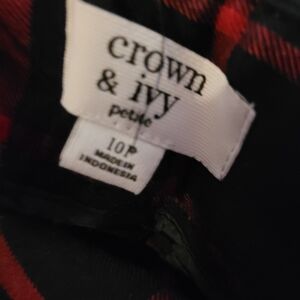 crown
& ivy
petite
10P
MADE IN
INDONESIA